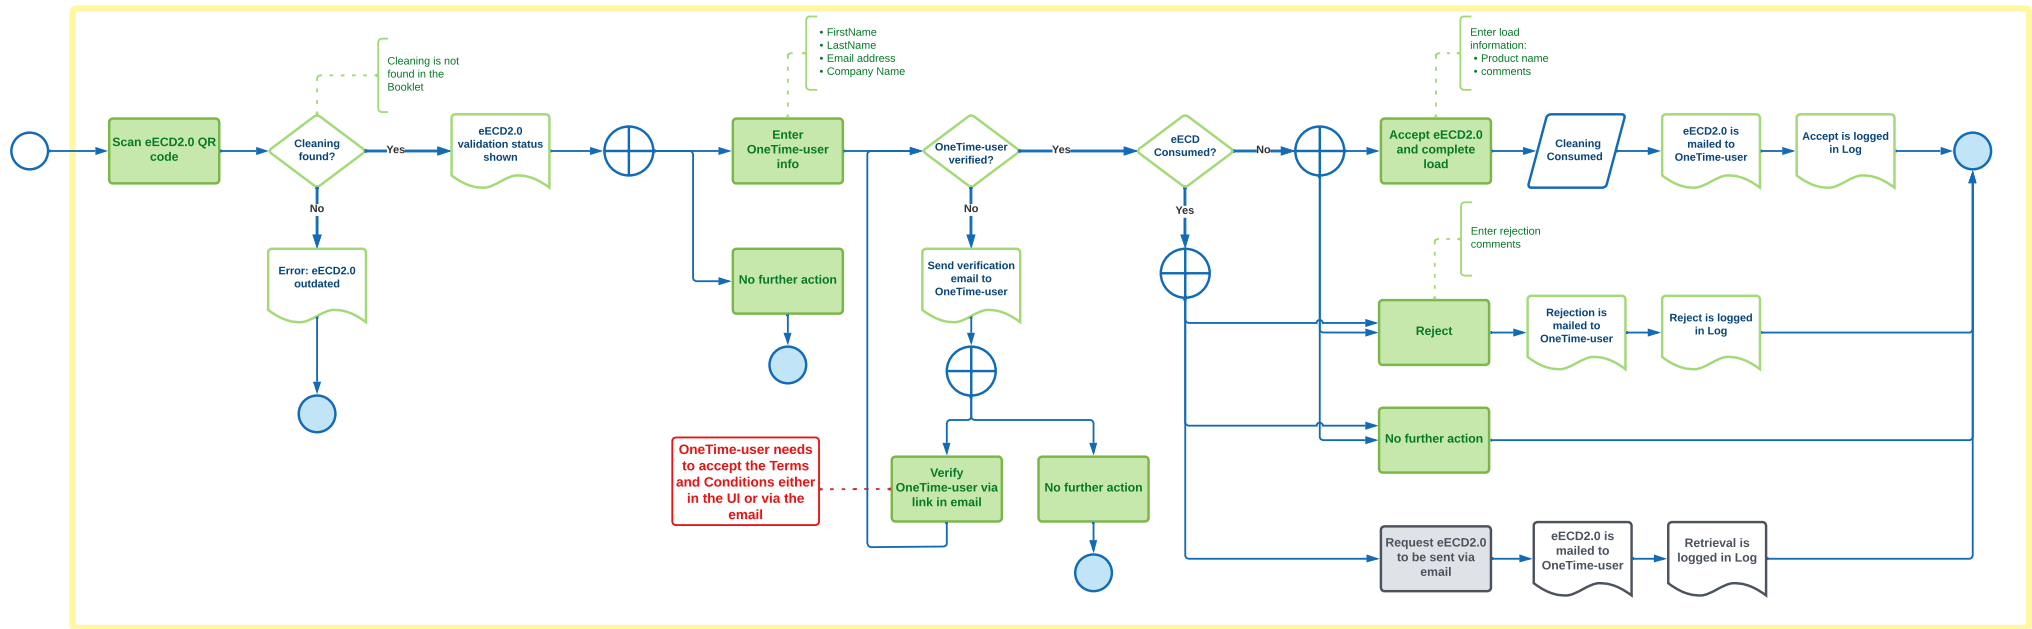 Scan eECD2.0 QR
code
Cleaning
found?
Cleaning is not
found in the
Booklet
Yes
No
Error: eECD2.0
outdated
eECD2.0
validation status
shown
• FirstName
• LastName
• Email address
• Company Name
Enter
OneTime-user
info
No further action
OneTime-user
verified?
Yes
No
Send verification
email to
OneTime-user
OneTime-user needs
to accept the Terms
and Conditions either
in the UI or via the
email
Verify
OneTime-user via
link in email
No further action
eECD
Consumed?
No
Yes
Enter load
information:
• Product name
• comments
Accept eECD2.0
and complete
load
Cleaning
Consumed
eECD2.0 is
mailed to
OneTime-user
Accept is logged
in Log
Enter rejection
comments
Reject
Rejection is
mailed to
OneTime-user
Reject is logged
in Log
No further action
Request eECD2.0
to be sent via
email
eECD2.0 is
mailed to
OneTime-user
Retrieval is
logged in Log